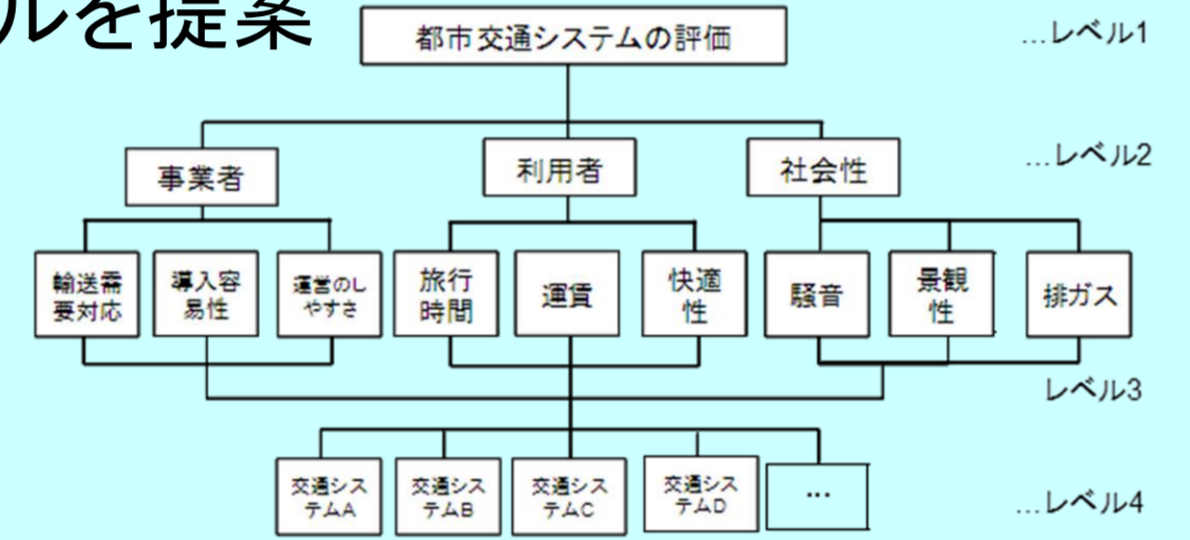 ルを提案
都市交通システムの評価
…レベル1
事業者
利用者
社会性
…レベル2
輸送需
要対応
導入容
易性
運営のし
やすさ
旅行
時間
運賃
快適
性
騒音
景観
性
排ガス
レベル3
交通シス
テムA
交通シス
テムB
交通シス
テムC
交通シス
テムD
…
…レベル4